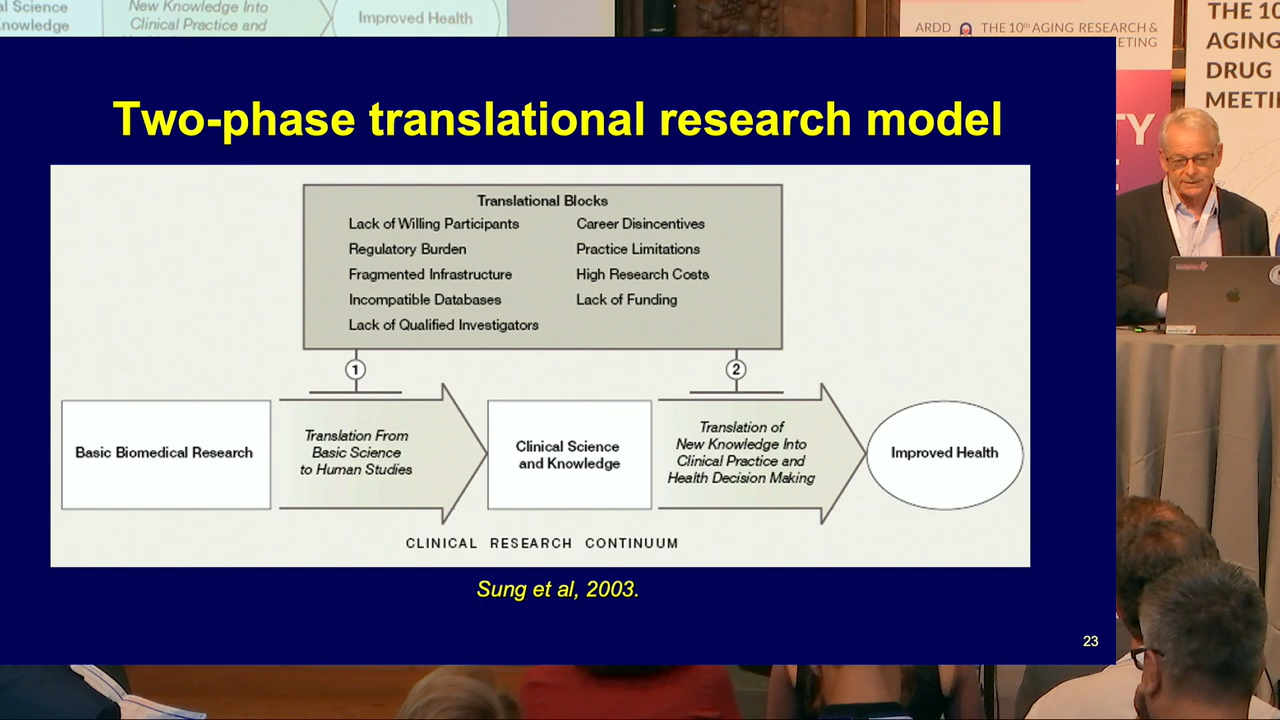 al Science
nowledge
New Knowledge Into
Clinical Practice and
Improved Health
ARDD THE 10th AGING RESEARCH &
ETING
THE 10
AGING
DRUG
MEETI
TY
Two-phase translational research model
Translational Blocks
Lack of Willing Participants
Regulatory Burden
Fragmented Infrastructure
Incompatible Databases
Lack of Qualified Investigators
Career Disincentives
Practice Limitations
High Research Costs
Lack of Funding
1
2
Basic Biomedical Research
Translation From
Basic Science
to Human Studies
Clinical Science
and Knowledge
Translation of
New Knowledge Into
Clinical Practice and
Health Decision Making
Improved Health
CLINICAL RESEARCH CONTINUUM
Sung et al, 2003.
23